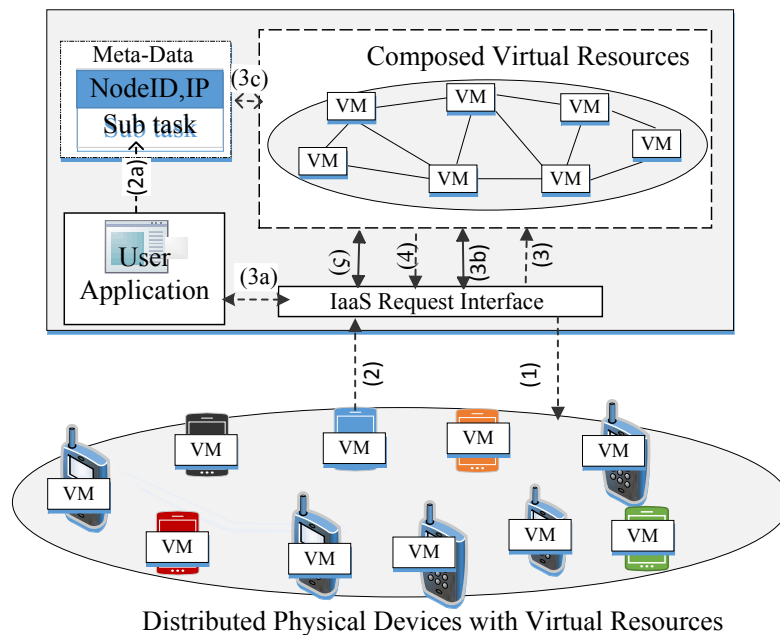 Meta-Data
NodeID,IP
Sub task
(3c)
Composed Virtual Resources
VM
VM
VM
VM
VM
VM
VM
(2a)
User
Application
(3a)
(5)
(4)
(3b)
(3)
IaaS Request Interface
(2)
(1)
VM
VM
VM
VM
VM
VM
VM
VM
VM
VM
Distributed Physical Devices with Virtual Resources